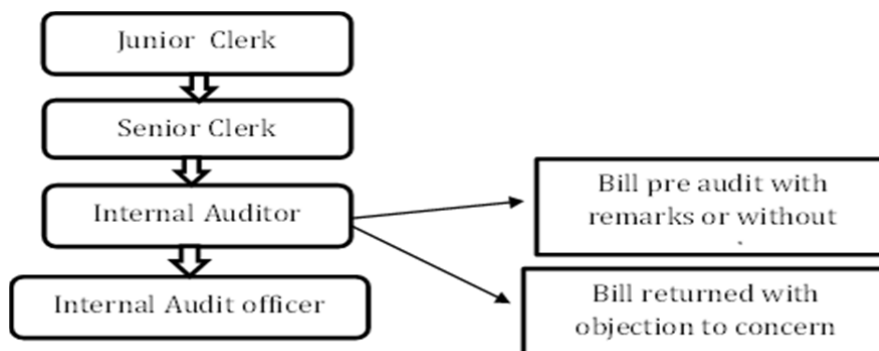 Junior Clerk
Senior Clerk
Internal Auditor
Internal Audit officer
Bill pre audit with
remarks or without
Bill returned with
objection to concern